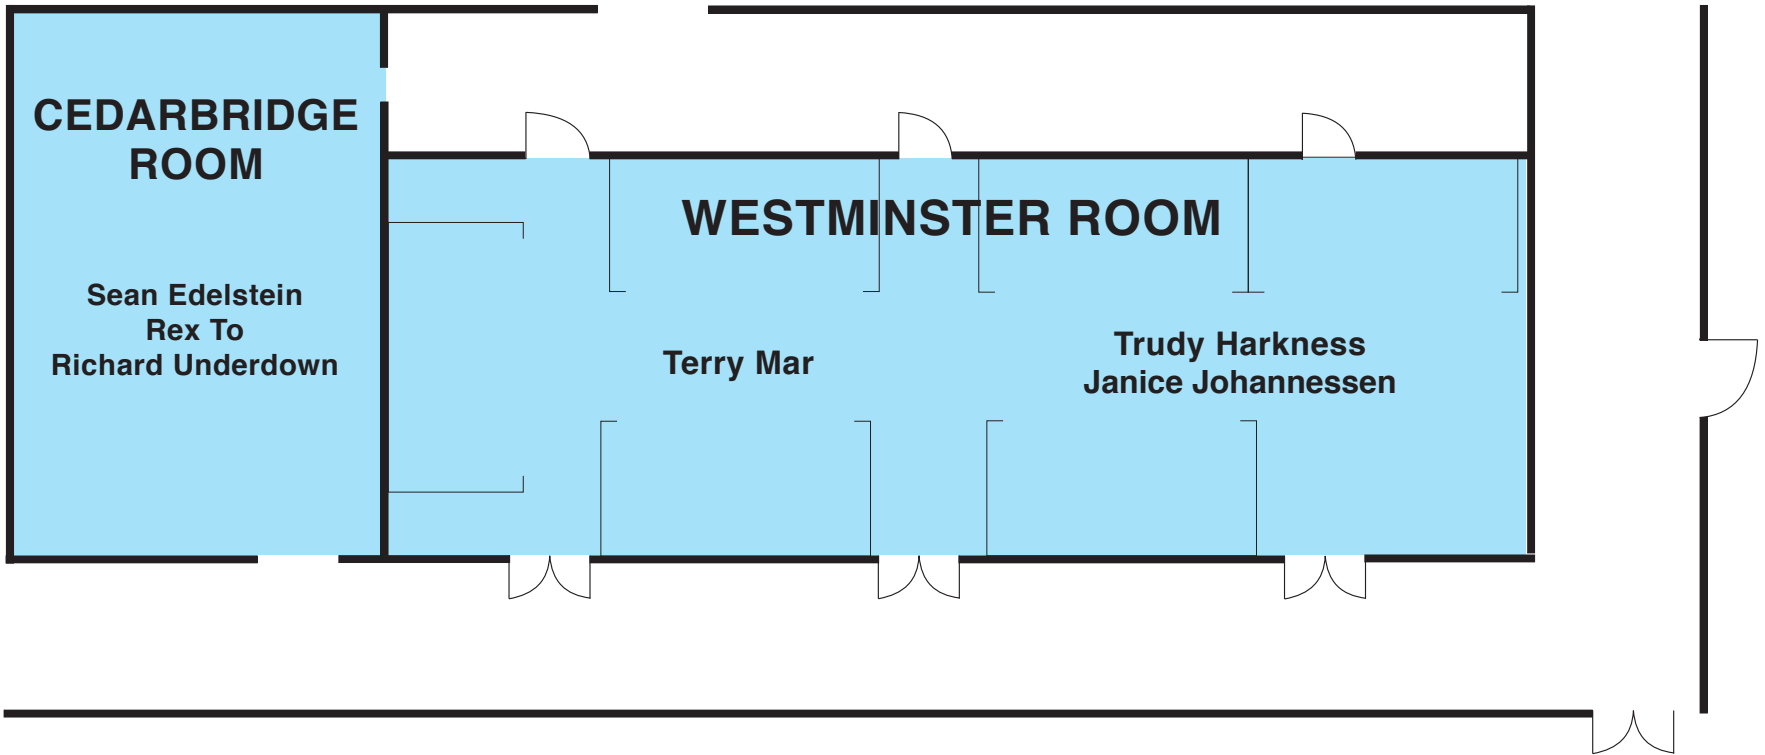 CEDARBRIDGE
ROOM
Sean Edelstein
Rex To
Richard Underdown
WESTMINSTER ROOM
Terry Mar
Trudy Harkness
Janice Johannessen